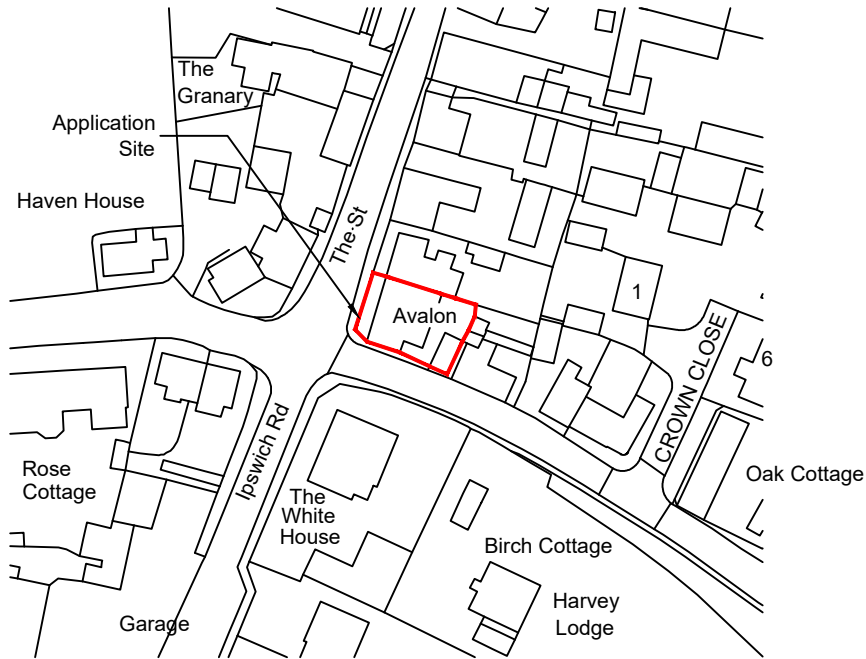 The
Granary
Application
Site
Haven House
The St
1
Avalon
6
CROWN CLOSE
Ipswich Rd
Rose
Cottage
Oak Cottage
The
White
House
Birch Cottage
Harvey
Lodge
Garage